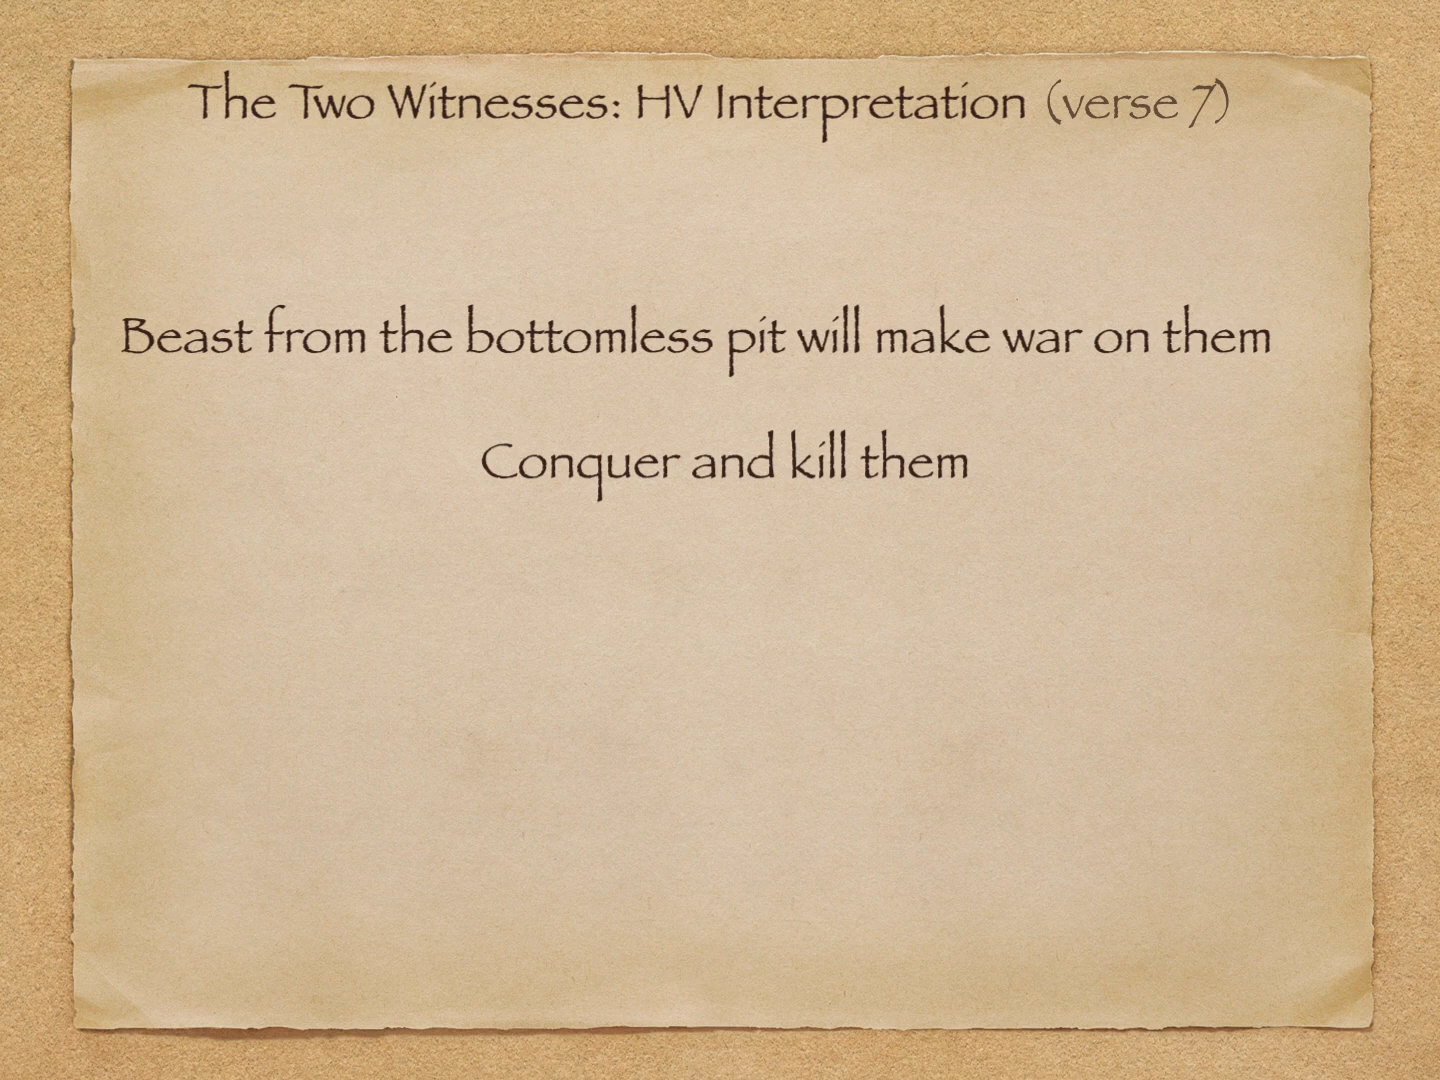 The Two Witnesses: HV Interpretation (verse 7)
Beast from the bottomless pit will make war on them
Conquer and kill them